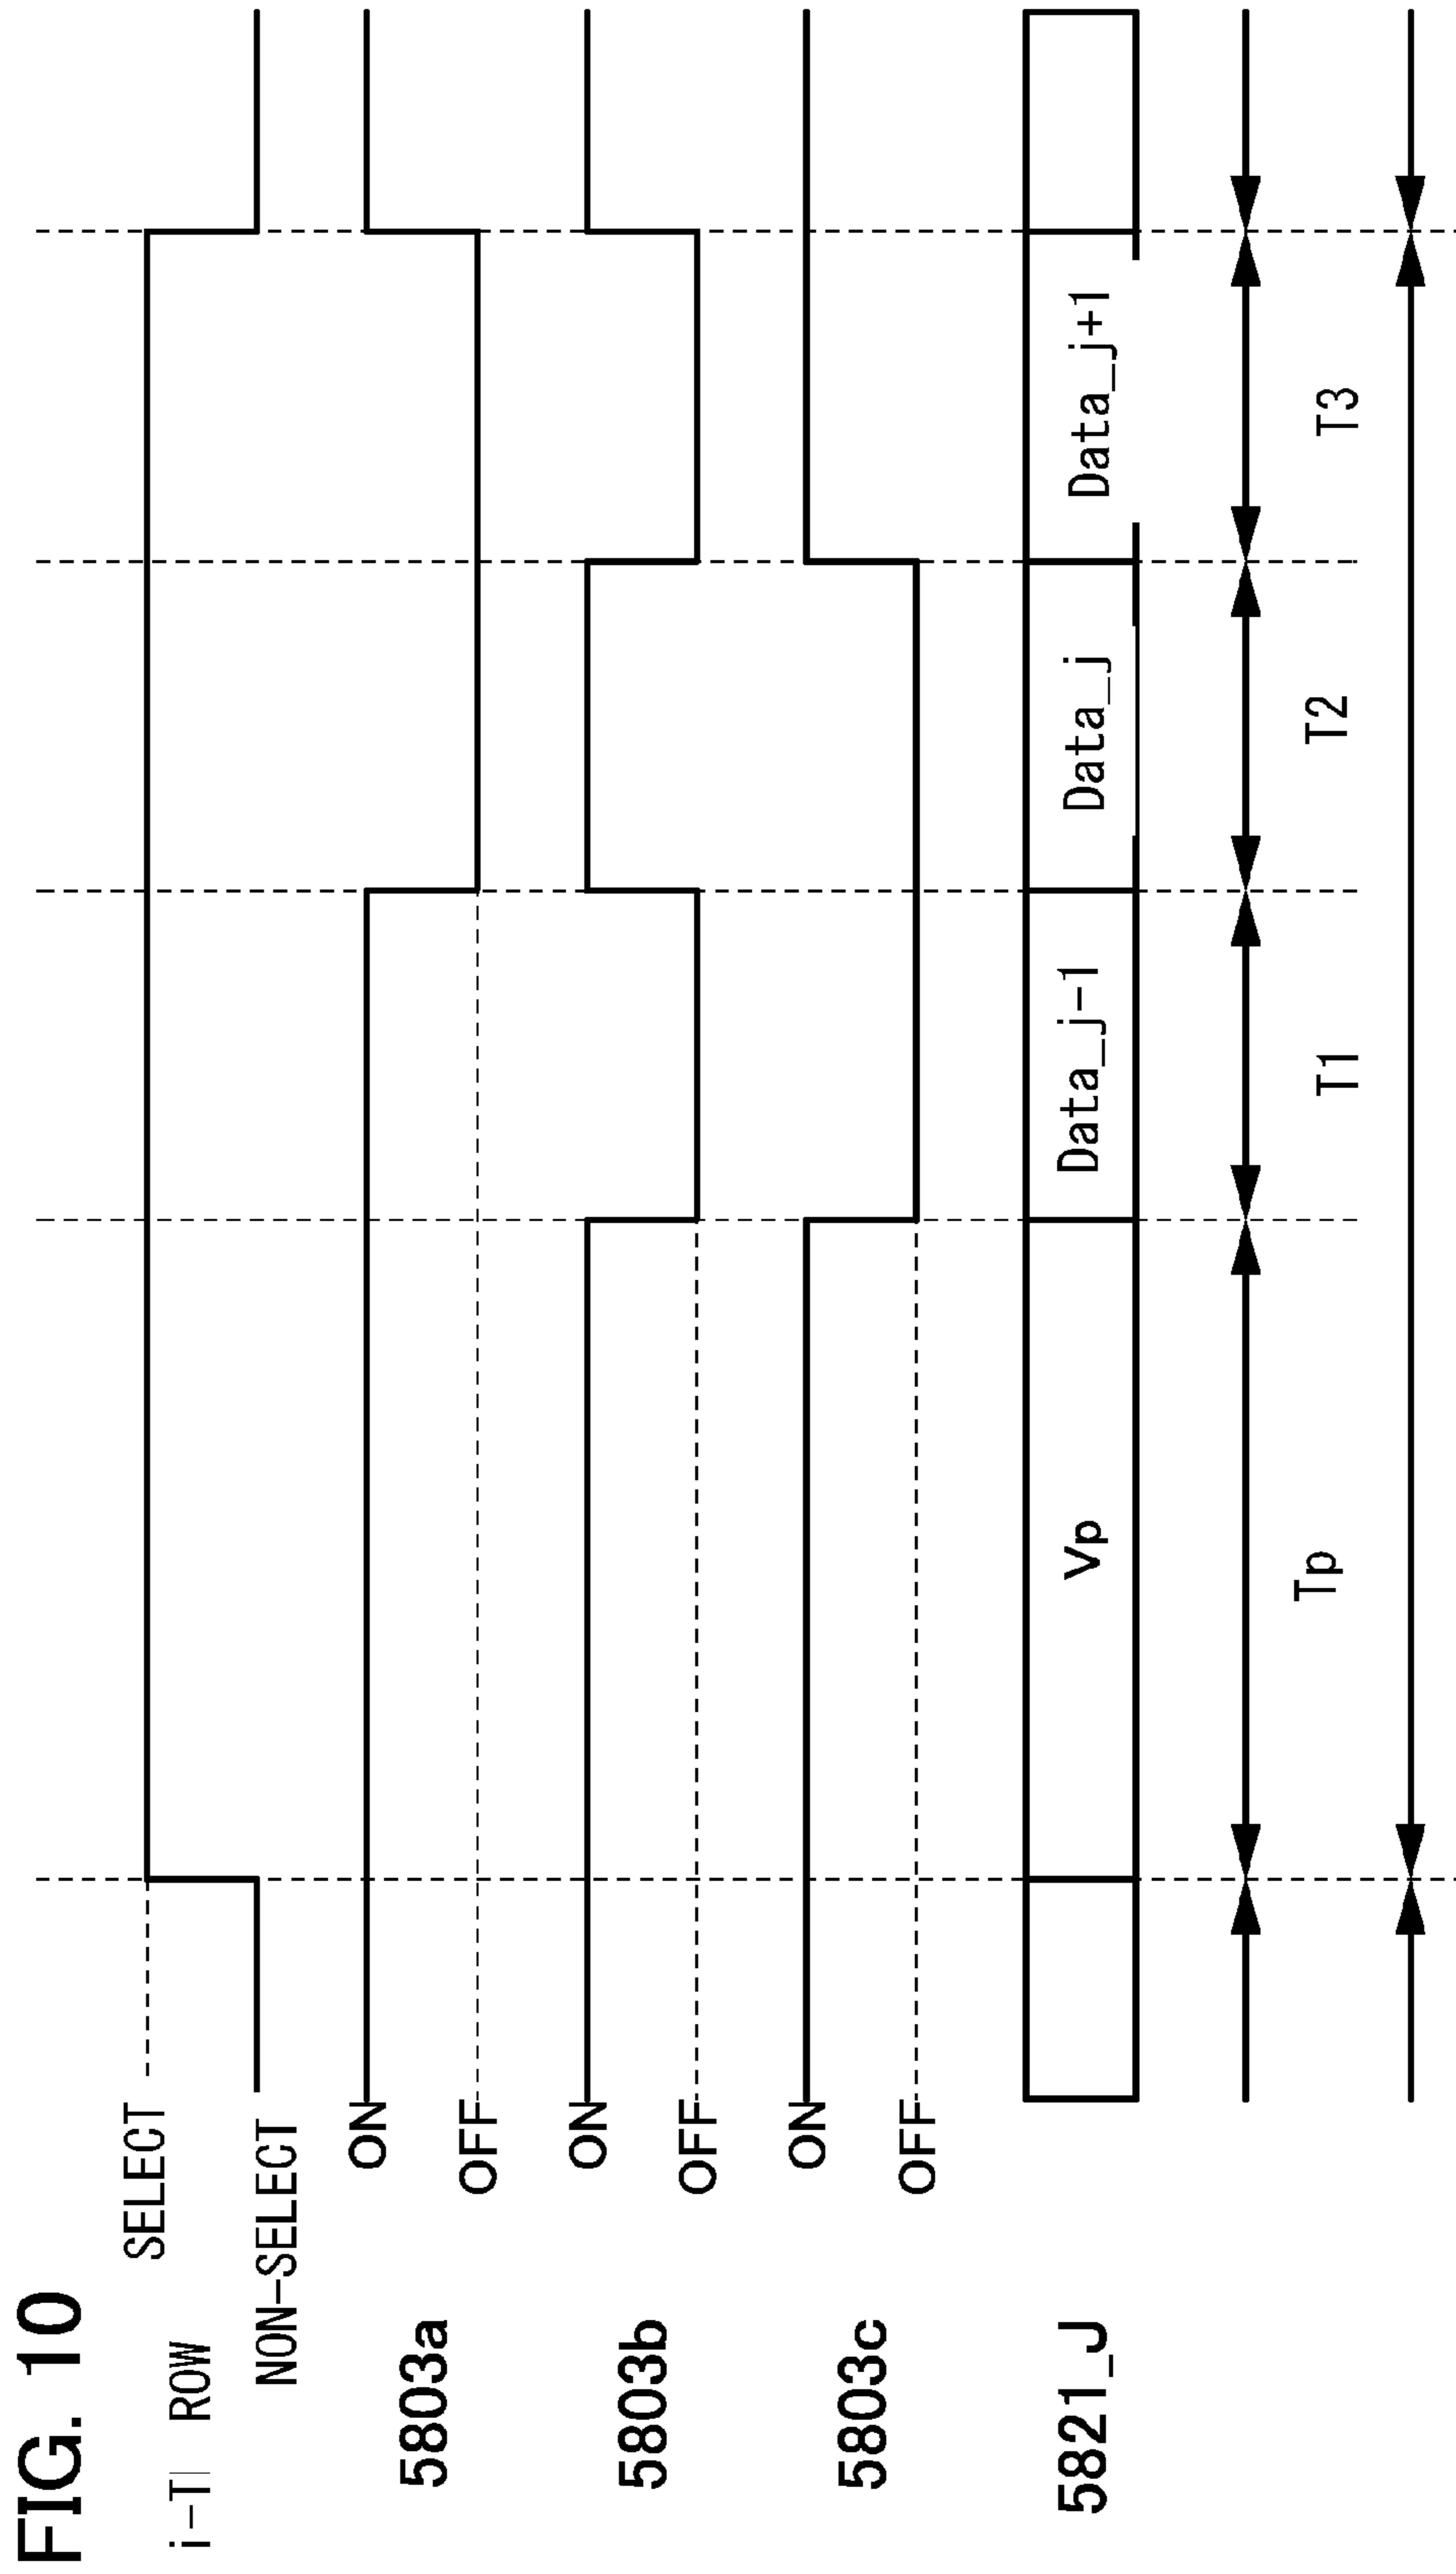 FIG. 10
SELECT
i-T ROW
NON-SELECT
ON
5803a
OFF
ON
5803b
OFF
ON
5803c
OFF
5821_J
Vp
Data_j-1
Data_j
Data_j+1
Tp
T1
T2
T3